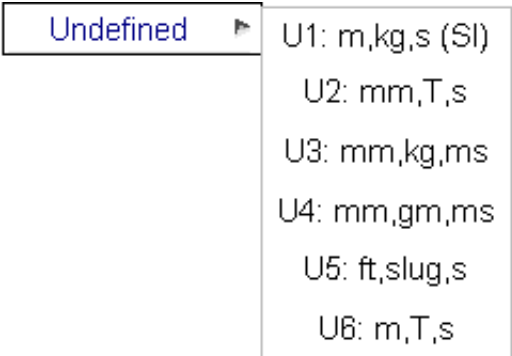 Undefined
U1: m,kg,s (SI)
U2: mm,T,s
U3: mm,kg,ms
U4: mm,gm,ms
U5: ft,slug,s
U6: m,T,s